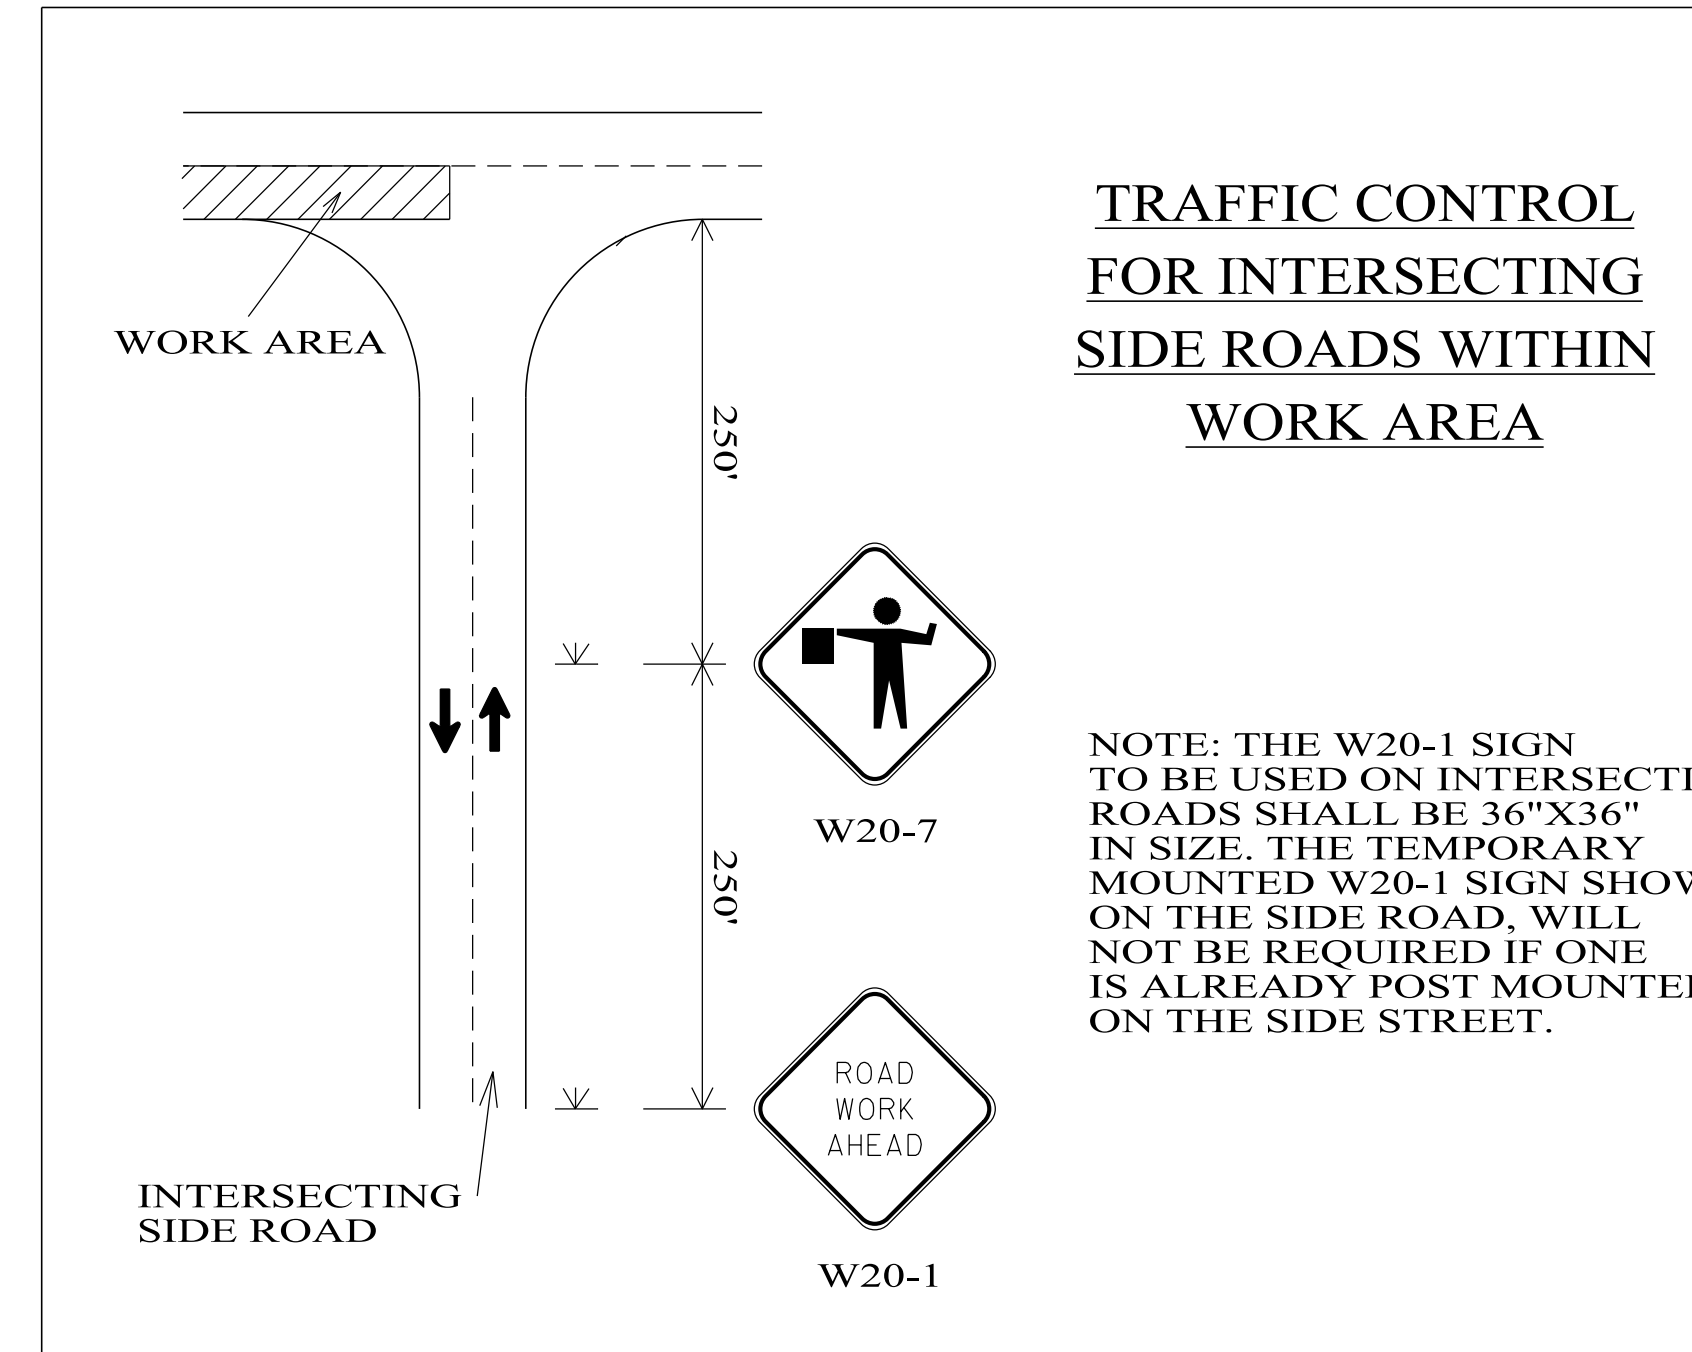 TRAFFIC CONTROL
FOR INTERSECTING
SIDE ROADS WITHIN
WORK AREA
WORK AREA
250'
W20-7
250'
NOTE: THE W20-1 SIGN
TO BE USED ON
ROADS SHALL BE 36"X36"
IN SIZE. THE TEMPORARY
MOUNTED W20-1 SIGN
ON THE SIDE ROAD, WILL
NOT BE REQUIRED IF ONE
IS ALREADY POST
ON THE SIDE STREET.
ROAD
WORK
AHEAD
INTERSECTING
SIDE ROAD
W20-1